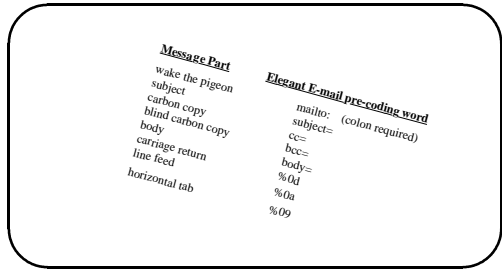 Message Part Elegant E-mail pre-coding word
wake the pigeon mailto: (colon required)
subject subject=
carbon copy cc=
blind carbon copy bcc=
body body=
carriage return %0d
line feed %0a
horizontal tab %09